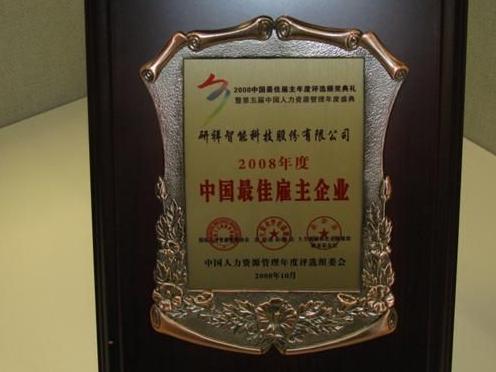 2008中国最佳雇主年度评选颁奖典礼
暨第五届中国人力资源管理年度盛典
研祥智能科技股份有限公司
2008年度
中国最佳雇主企业
中国人力资源管理年度评选组委会
2008年10月